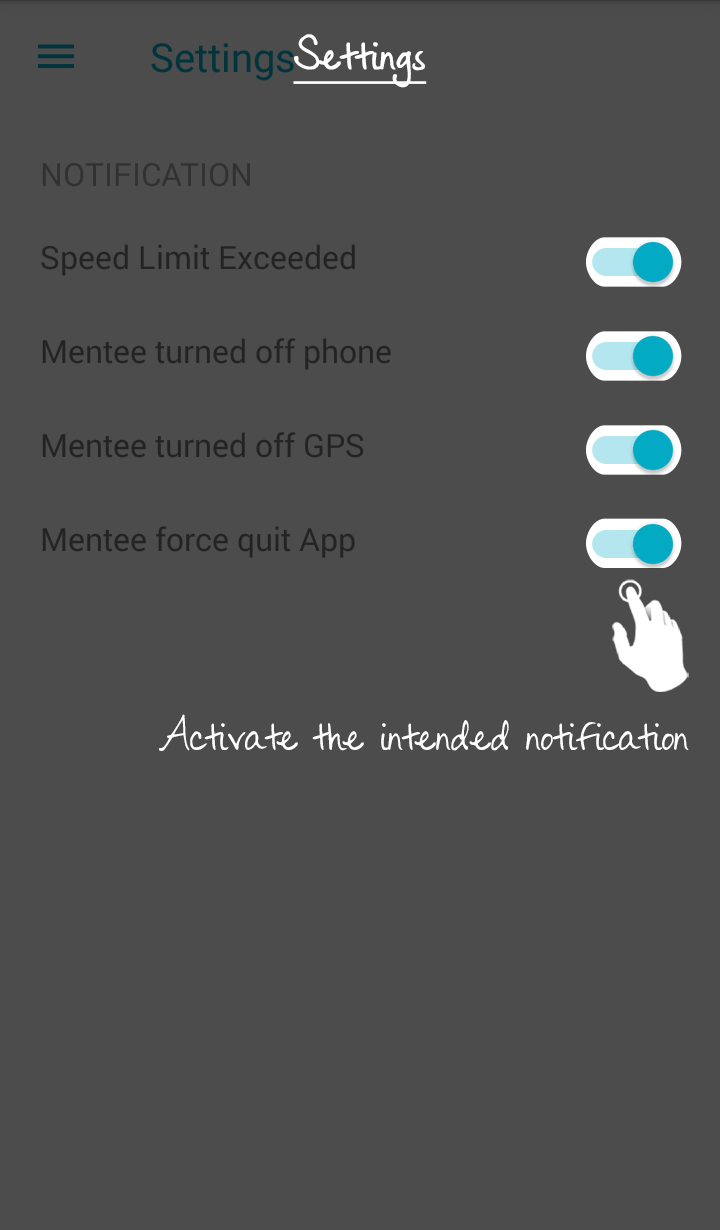 Settings Settings
NOTIFICATION
Speed Limit Exceeded
Mentee turned off phone
Mentee turned off GPS
Mentee force quit App
Activate the intended notification